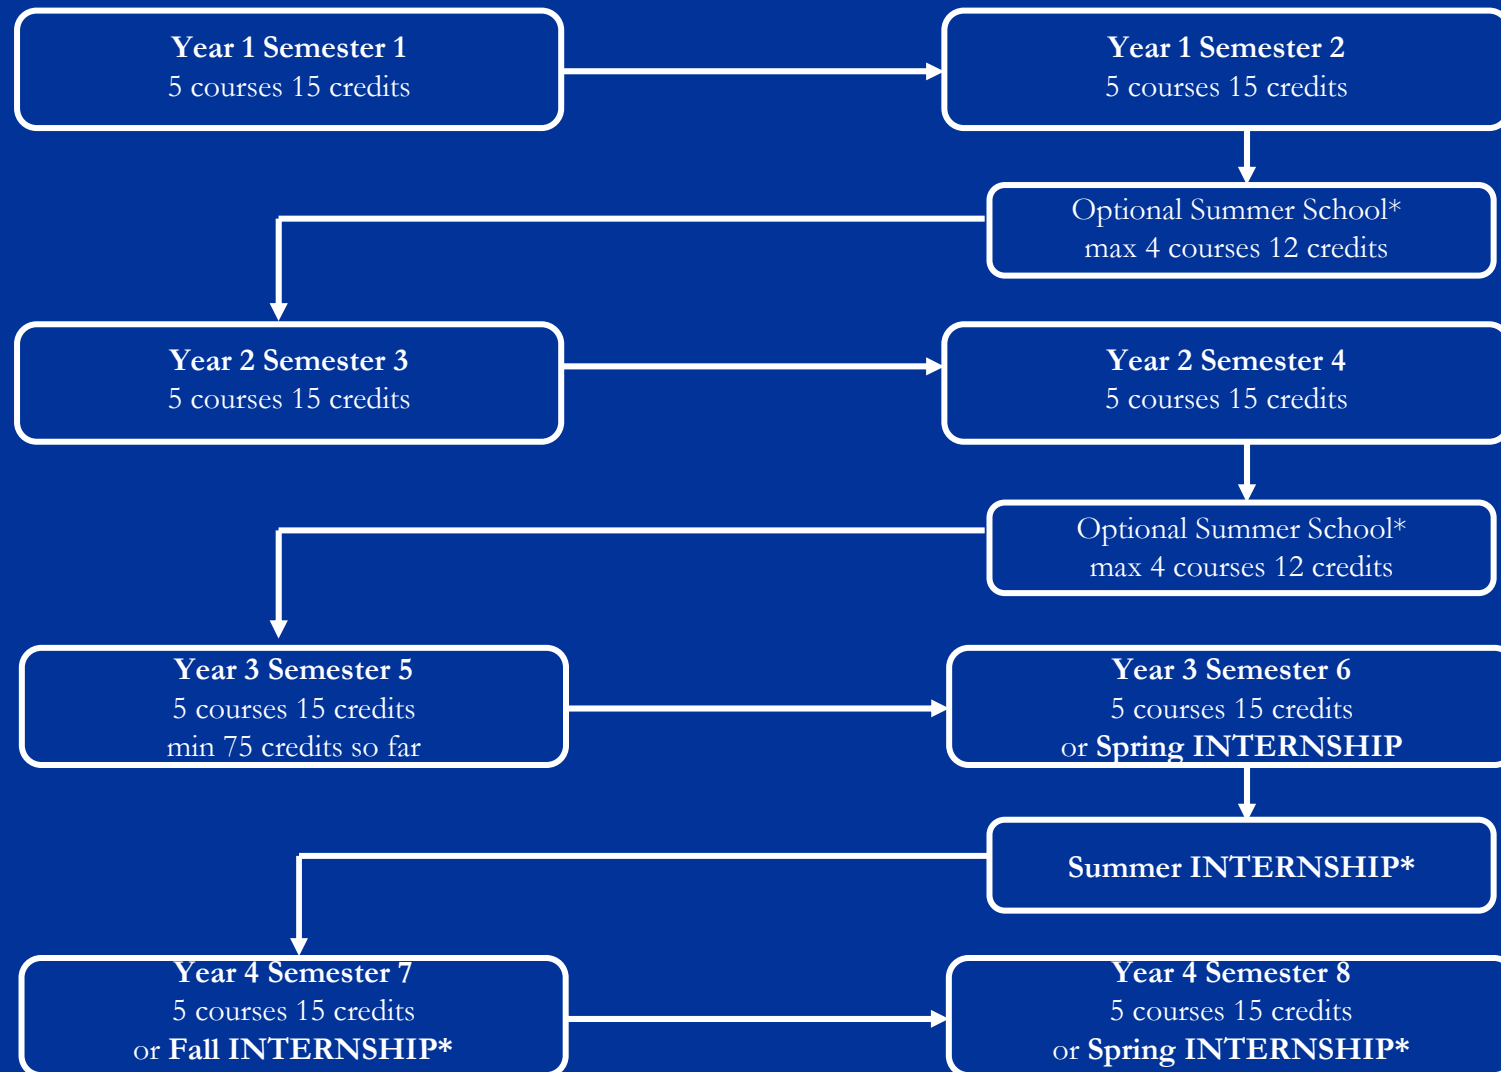 Year 1 Semester 1
5 courses 15 credits
Year 1 Semester 2
5 courses 15 credits
Optional Summer School*
max 4 courses 12 credits
Year 2 Semester 3
5 courses 15 credits
Year 2 Semester 4
5 courses 15 credits
Optional Summer School*
max 4 courses 12 credits
Year 3 Semester 5
5 courses 15 credits
min 75 credits so far
Year 3 Semester 6
5 courses 15 credits
or Spring INTERNSHIP
Summer INTERNSHIP*
Year 4 Semester 7
5 courses 15 credits
or Fall INTERNSHIP*
Year 4 Semester 8
5 courses 15 credits
or Spring INTERNSHIP*